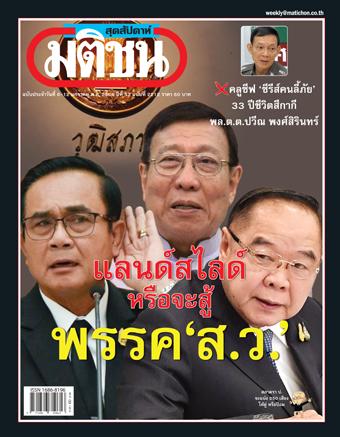 weekly@matichon.co.th
สุดสัปดาห์
มติชน
คลูซีฟ 'ซีรีส์คนลี้ภัย'
33 ปีชีวิตสีกากี
พล.ต.ต.ปวีณ พงศ์สิรินทร์
วุฒิสภา
แลนด์สไลด์
หรือจะสู้
พรรค'ส.ว.'
ISSN 1686-8196